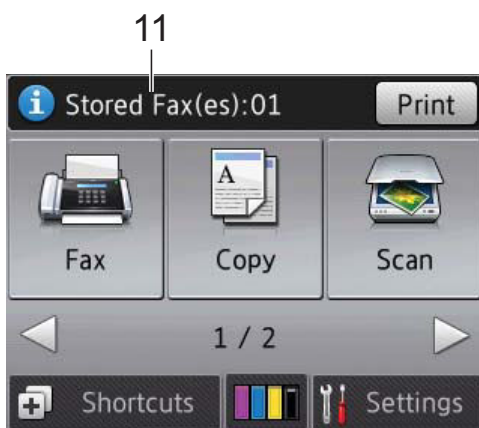 11
Stored Fax(es):01 Print
Fax Copy Scan
1 / 2
Shortcuts Settings